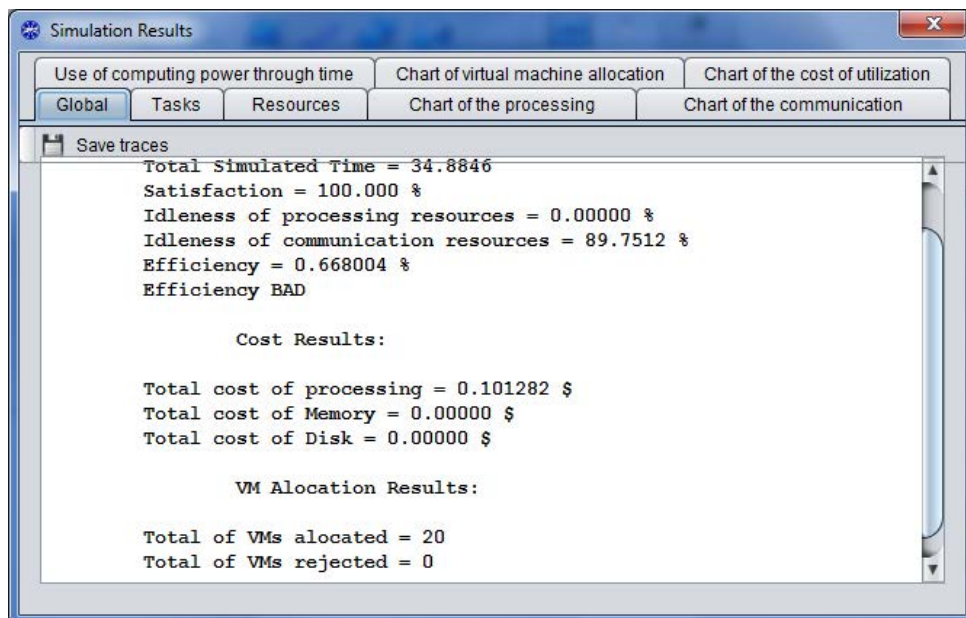 Simulation Results
Use of computing power through time
Chart of virtual machine allocation
Chart of the cost of utilization
Global
Tasks
Resources
Chart of the processing
Chart of the communication
Save traces
Total Simulated Time = 34.8846
Satisfaction = 100.000 %
Idleness of processing resources = 0.00000 %
Idleness of communication resources = 89.7512 %
Efficiency = 0.668004 %
Efficiency BAD
Cost Results:
Total cost of processing = 0.101282 $
Total cost of Memory = 0.00000 $
Total cost of Disk = 0.00000 $
VM Alocation Results:
Total of VMs alocated = 20
Total of VMs rejected = 0